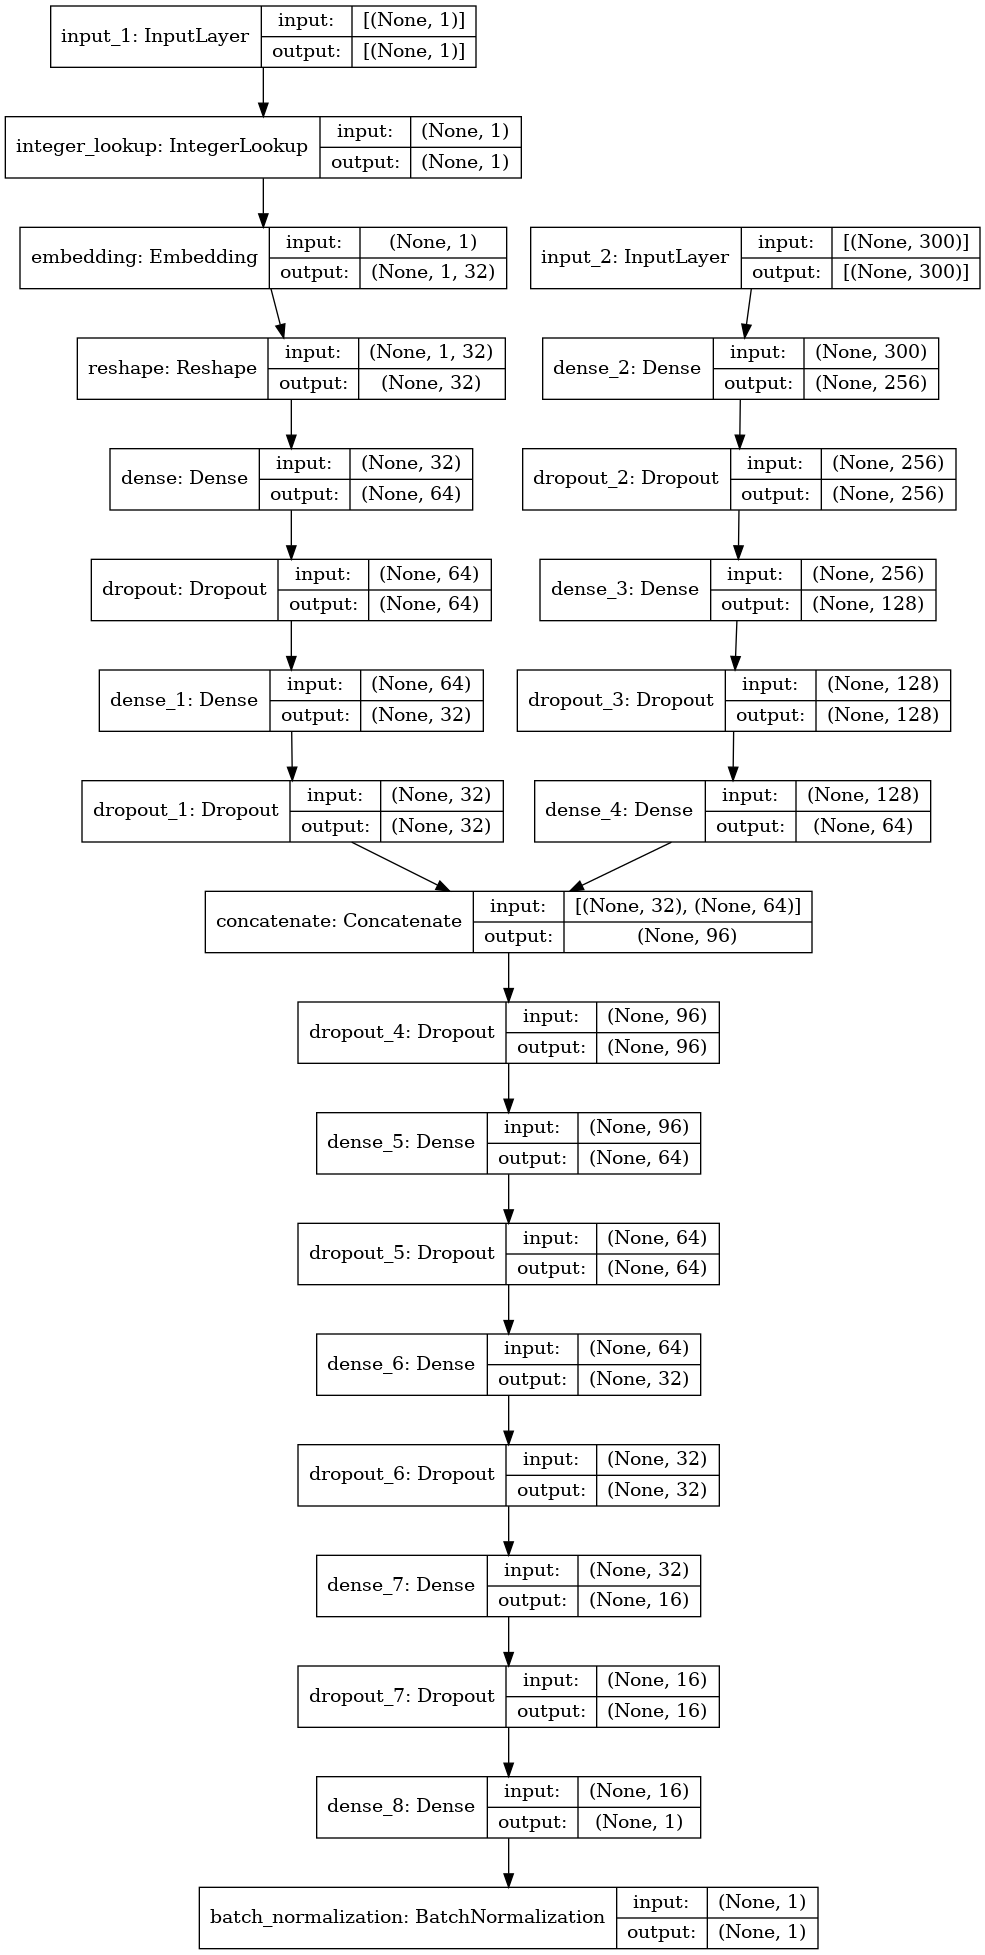 input_1: InputLayer
input: [(None, 1)]
output: [(None, 1)]
integer_lookup: IntegerLookup
input: (None, 1)
output: (None, 1)
embedding: Embedding
input: (None, 1)
output: (None, 1, 32)
input_2: InputLayer
input: [(None, 300)]
output: [(None, 300)]
reshape: Reshape
input: (None, 1, 32)
output: (None, 32)
dense_2: Dense
input: (None, 300)
output: (None, 256)
dense: Dense
input: (None, 32)
output: (None, 64)
dropout_2: Dropout
input: (None, 256)
output: (None, 256)
dropout: Dropout
input: (None, 64)
output: (None, 64)
dense_3: Dense
input: (None, 256)
output: (None, 128)
dense_1: Dense
input: (None, 64)
output: (None, 32)
dropout_3: Dropout
input: (None, 128)
output: (None, 128)
dropout_1: Dropout
input: (None, 32)
output: (None, 32)
dense_4: Dense
input: (None, 128)
output: (None, 64)
concatenate: Concatenate
input: [(None, 32), (None, 64)]
output: (None, 96)
dropout_4: Dropout
input: (None, 96)
output: (None, 96)
dense_5: Dense
input: (None, 96)
output: (None, 64)
dropout_5: Dropout
input: (None, 64)
output: (None, 64)
dense_6: Dense
input: (None, 64)
output: (None, 32)
dropout_6: Dropout
input: (None, 32)
output: (None, 32)
dense_7: Dense
input: (None, 32)
output: (None, 16)
dropout_7: Dropout
input: (None, 16)
output: (None, 16)
dense_8: Dense
input: (None, 16)
output: (None, 1)
batch_normalization: BatchNormalization
input: (None, 1)
output: (None, 1)